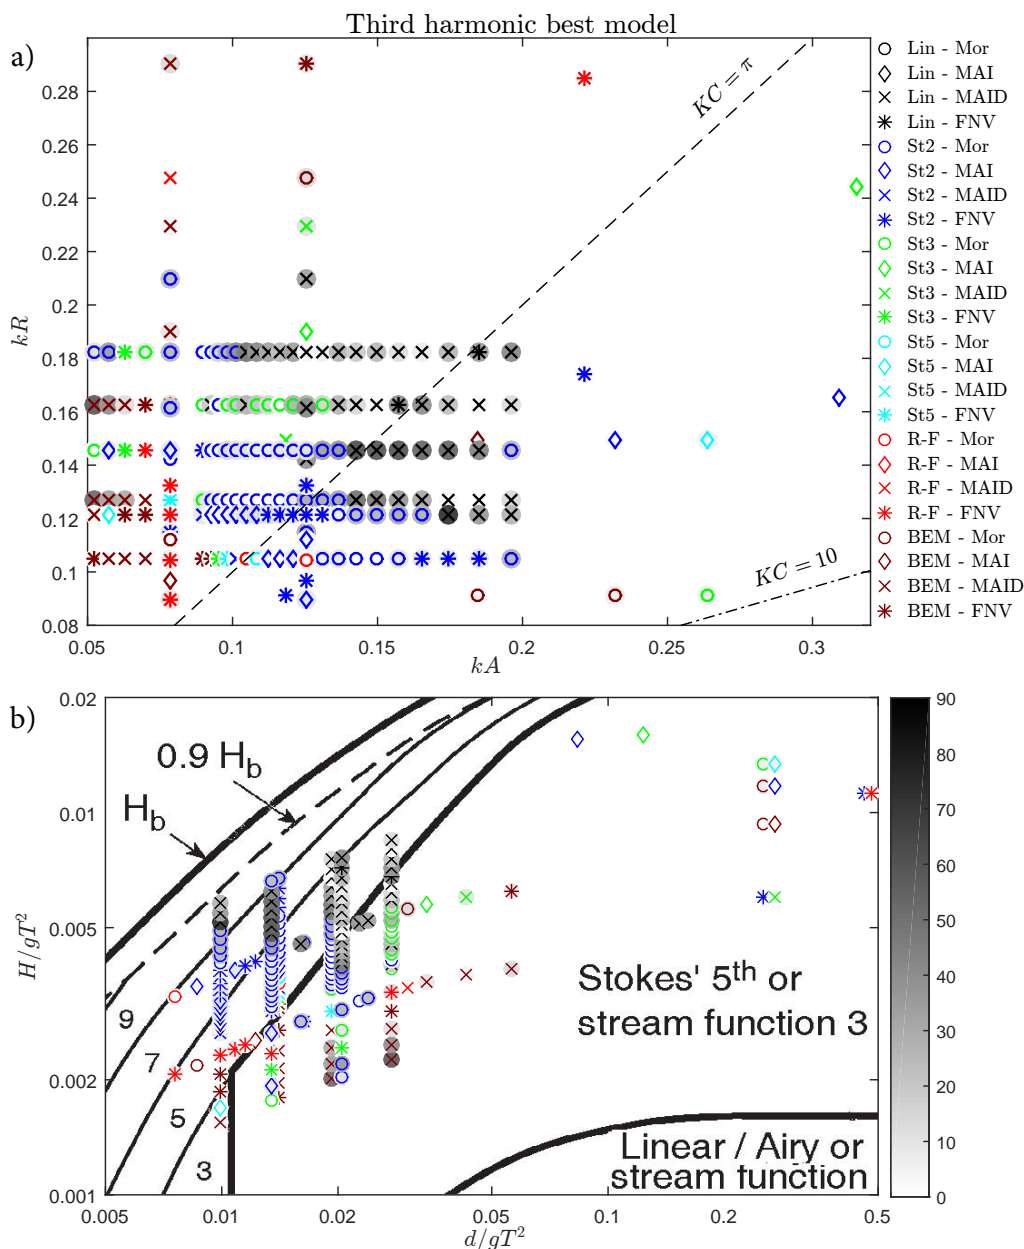 Third harmonic best model
a)
0.28
0.26
0.24
0.22
0.2
0.18
0.16
0.14
0.12
0.1
0.08
kR
0.05
0.1
0.15
0.2
0.25
0.3
kA
KC = π
KC = 10
Lin - Mor
Lin - MAI
Lin - MAID
Lin - FNV
St2 - Mor
St2 - MAI
St2 - MAID
St2 - FNV
St3 - Mor
St3 - MAI
St3 - MAID
St3 - FNV
St5 - Mor
St5 - MAI
St5 - MAID
St5 - FNV
R-F - Mor
R-F - MAI
R-F - MAID
R-F - FNV
BEM - Mor
BEM - MAI
BEM - MAID
BEM - FNV
b)
0.02
0.01
0.005
0.002
0.001
H/gT²
0.9 H_b
H_b
9
7
5
3
Stokes' 5th or
stream function 3
Linear / Airy or
stream function
0.005
0.01
0.02
0.05
0.1
0.2
0.5
d/gT²
90
80
70
60
50
40
30
20
10
0